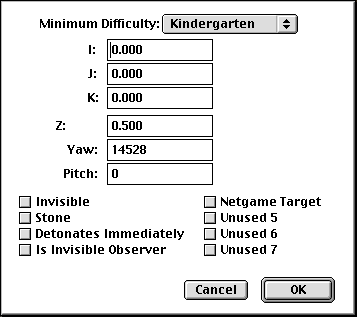 Minimum Difficulty: Kindergarten
I: 0.000
J: 0.000
K: 0.000
Z: 0.500
Yaw: 14528
Pitch: 0
Invisible Netgame Target
Stone Unused 5
Detonates Immediately Unused 6
Is Invisible Observer Unused 7
Cancel OK